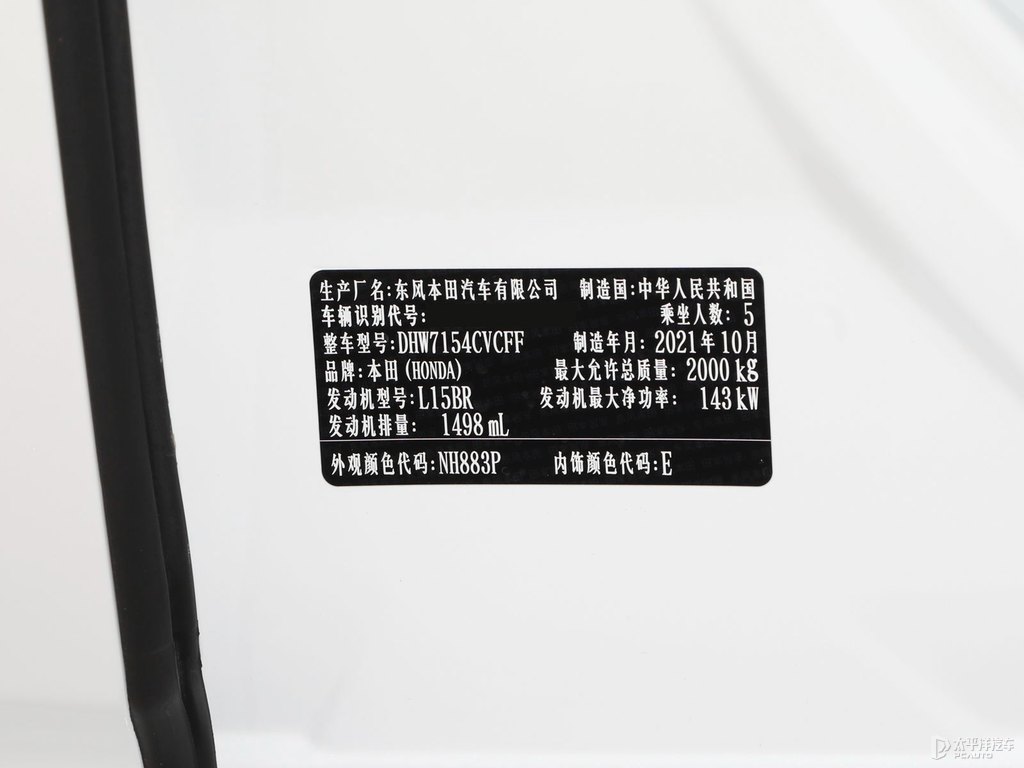 生产厂名:东风本田汽车有限公司 制造国:中华人民共和国
车辆识别代号: 乘坐人数: 5
整车型号:DHW7154CVCFF 制造年月: 2021年10月
品牌:本田(HONDA) 最大允许总质量: 2000 kg
发动机型号:L15BR 发动机最大净功率: 143 kW
发动机排量: 1498 mL
外观颜色代码:NH883P 内饰颜色代码:E
太平洋汽车
PCAUTO